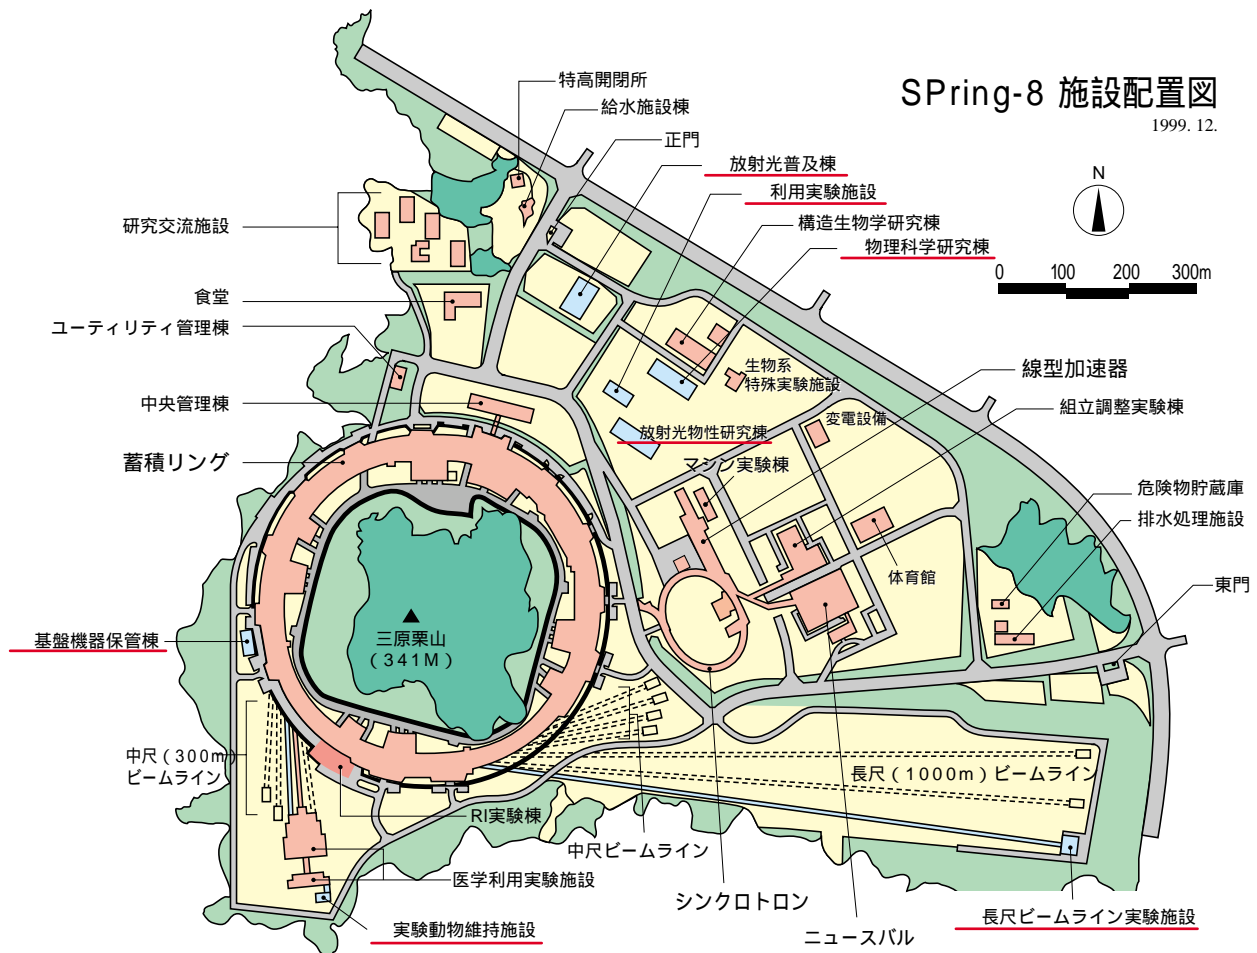 SPring-8 施設配置図
1999. 12.
特高開閉所
給水施設棟
正門
放射光普及棟
利用実験施設
構造生物学研究棟
物理科学研究棟
N
0 100 200 300m
研究交流施設
食堂
ユーティリティ管理棟
中央管理棟
蓄積リング
生物系
特殊実験施設
線型加速器
組立調整実験棟
変電設備
放射光物性研究棟
マシン実験棟
危険物貯蔵庫
排水処理施設
体育館
東門
三原栗山
(341M)
基盤機器保管棟
中尺(300m)
ビームライン
長尺(1000m)ビームライン
RI実験棟
中尺ビームライン
医学利用実験施設
シンクロトロン
長尺ビームライン実験施設
実験動物維持施設
ニュースバル